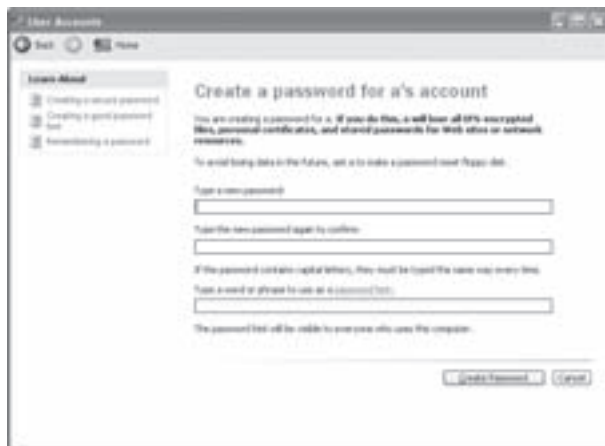 User Accounts
Back Home
Learn About
Creating a secure password
Creating a good password hint
Remembering a password
Create a password for a's account
You are creating a password for a. If you do this, a will lose all EFS-encrypted
files, personal certificates, and stored passwords for Web sites or network
resources.
To avoid losing data in the future, ask a to make a password reset floppy disk.
Type a new password:
Type the new password again to confirm:
If the password contains capital letters, they must be typed the same way every time.
Type a word or phrase to use as a password hint:
The password hint will be visible to everyone who uses this computer.
Create Password Cancel